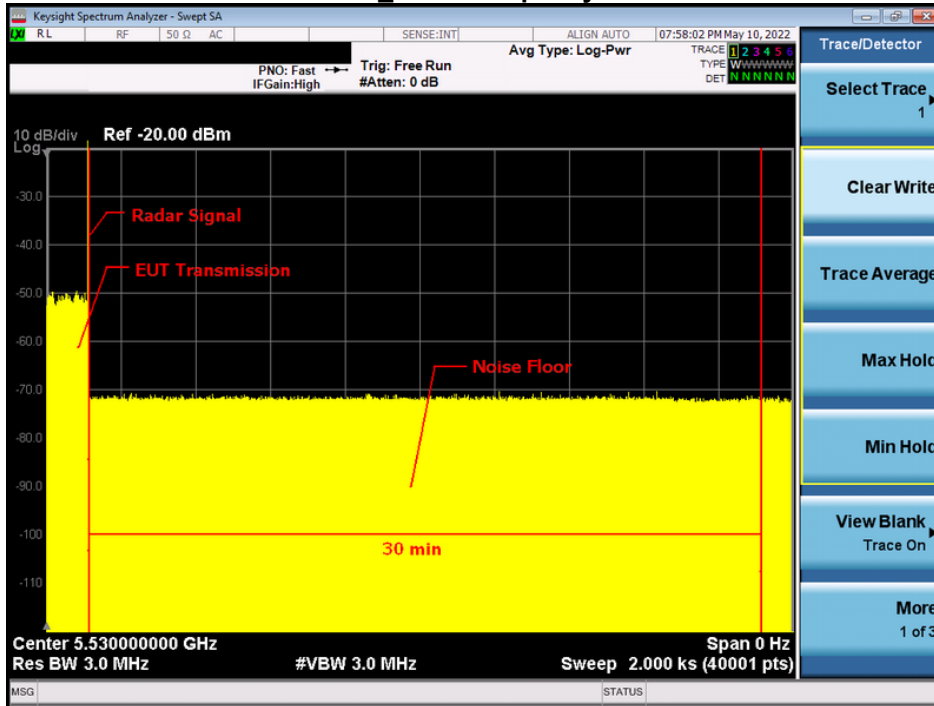 Keysight Spectrum Analyzer - Swept SA
LXI RL RF 50 Ω AC SENSE:INT ALIGN AUTO 07:58:02 PM May 10, 2022
Avg Type: Log-Pwr
TRACE 1 2 3 4 5 6
TYPE WWWWWW
DET N N N N N N
PNO: Fast
IFGain:High
Trig: Free Run
#Atten: 0 dB
10 dB/div Ref -20.00 dBm
Log
-30.0
-40.0
-50.0
-60.0
-70.0
-80.0
-90.0
-100
-110
Radar Signal
EUT Transmission
Noise Floor
30 min
Center 5.530000000 GHz Span 0 Hz
Res BW 3.0 MHz #VBW 3.0 MHz Sweep 2.000 ks (40001 pts)
MSG STATUS
Trace/Detector
Select Trace
1
Clear Write
Trace Average
Max Hold
Min Hold
View Blank
Trace On
More
1 of 3